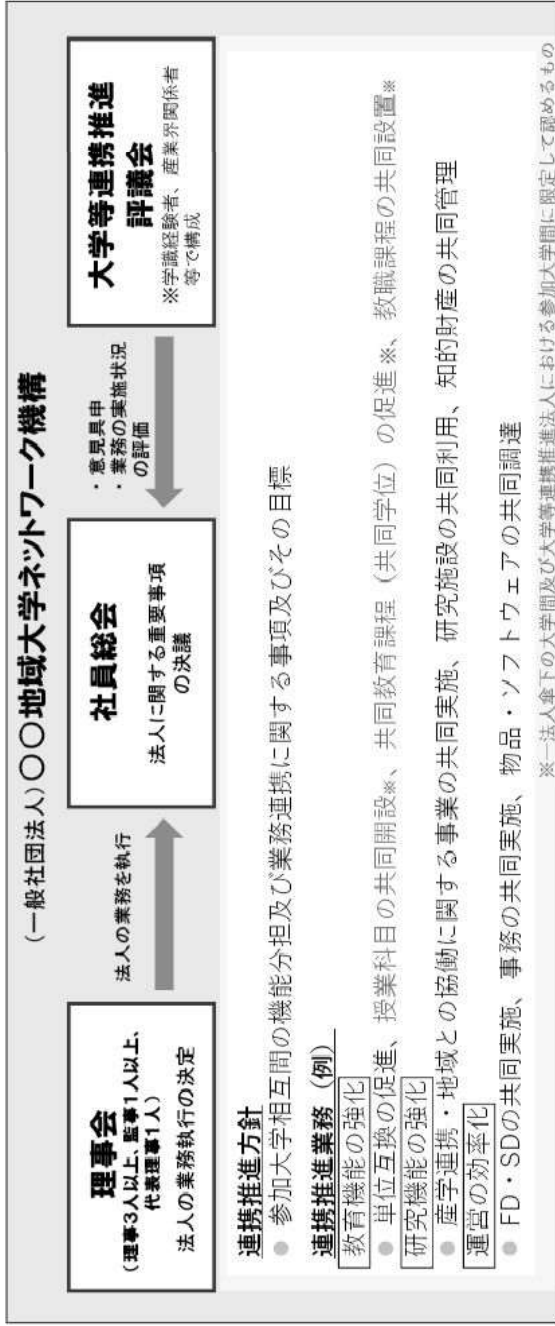 (一般社団法人)〇〇地域大学ネットワーク機構
理事会
(理事3人以上、監事1人以上、
代表理事1人)
法人の業務執行の決定
法人の業務を執行
社員総会
法人に関する重要事項
の決議
・意見具申
・業務の実施状況
の評価
大学等連携推進
評議会
※学識経験者、産業界関係者
等で構成
連携推進方針
● 参加大学相互間の機能分担及び業務連携に関する事項及びその目標
連携推進業務（例）
教育機能の強化
● 単位互換の促進、授業科目の共同開設※、共同教育課程（共同学位）の促進※、教職課程の共同設置※
研究機能の強化
● 産学連携・地域との協働に関する事業の共同実施、研究施設の共同利用、知的財産の共同管理
運営の効率化
● FD・SDの共同実施、事務の共同実施、物品・ソフトウェアの共同調達
※一法人傘下の大学間及び大学等連携推進法人における参加大学間に限定して認めるもの